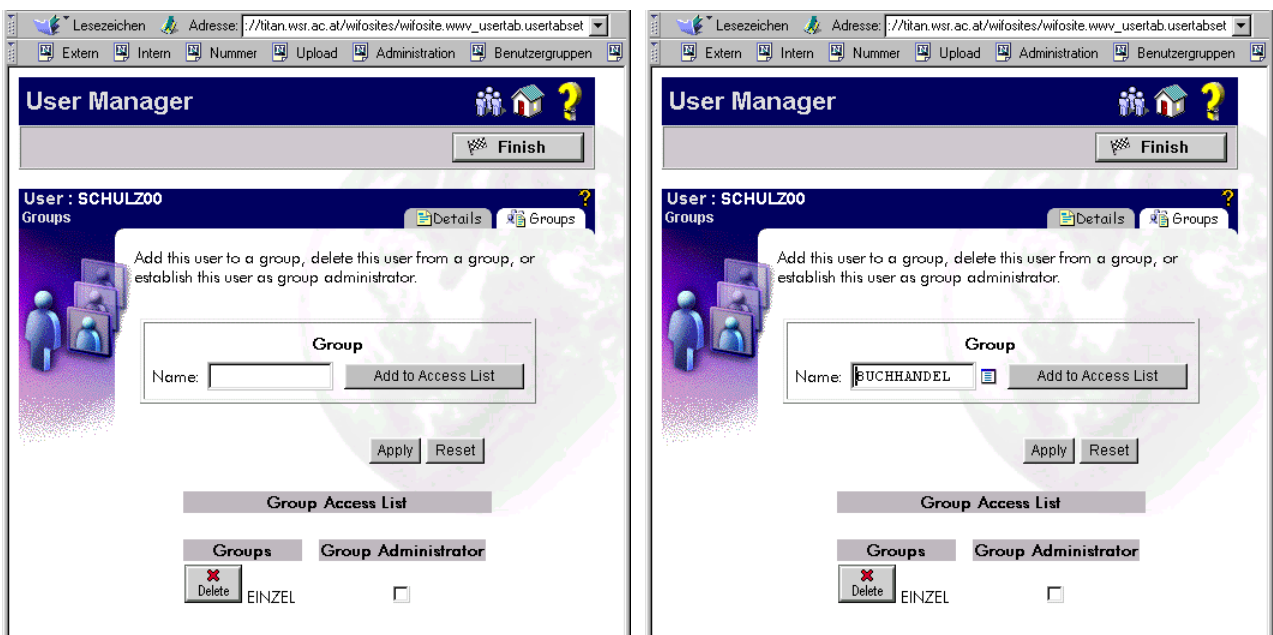 Lesezeichen Adresse: ://titan.wsr.ac.at/wifosites/wifosite.wwv_usertab.usertabset
Extern Intern Nummer Upload Administration Benutzergruppen
User Manager
Finish
User : SCHULZ00
Groups
Details Groups
Add this user to a group, delete this user from a group, or
establish this user as group administrator.
Group
Name: Add to Access List
Apply Reset
Group Access List
Groups Group Administrator
Delete EINZEL
Lesezeichen Adresse: ://titan.wsr.ac.at/wifosites/wifosite.wwv_usertab.usertabset
Extern Intern Nummer Upload Administration Benutzergruppen
User Manager
Finish
User : SCHULZ00
Groups
Details Groups
Add this user to a group, delete this user from a group, or
establish this user as group administrator.
Group
Name: BUCHHANDEL Add to Access List
Apply Reset
Group Access List
Groups Group Administrator
Delete EINZEL